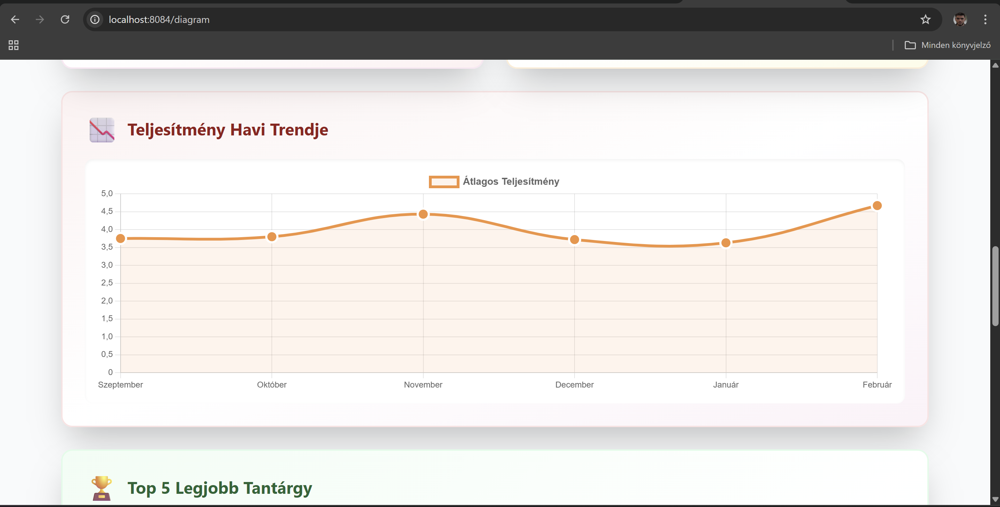 localhost:8084/diagram
Minden könyvjelző
Teljesítmény Havi Trendje
Átlagos Teljesítmény
5,0
4,5
4,0
3,5
3,0
2,5
2,0
1,5
1,0
0,5
0
Szeptember Október November December Január Február
Top 5 Legjobb Tantárgy